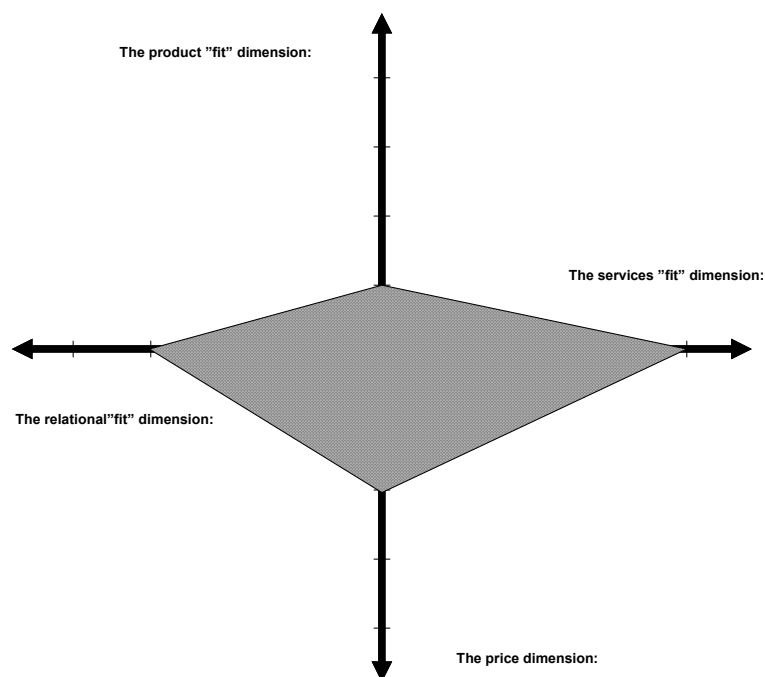 The product ”fit” dimension:
The services ”fit” dimension:
The relational”fit” dimension:
The price dimension: